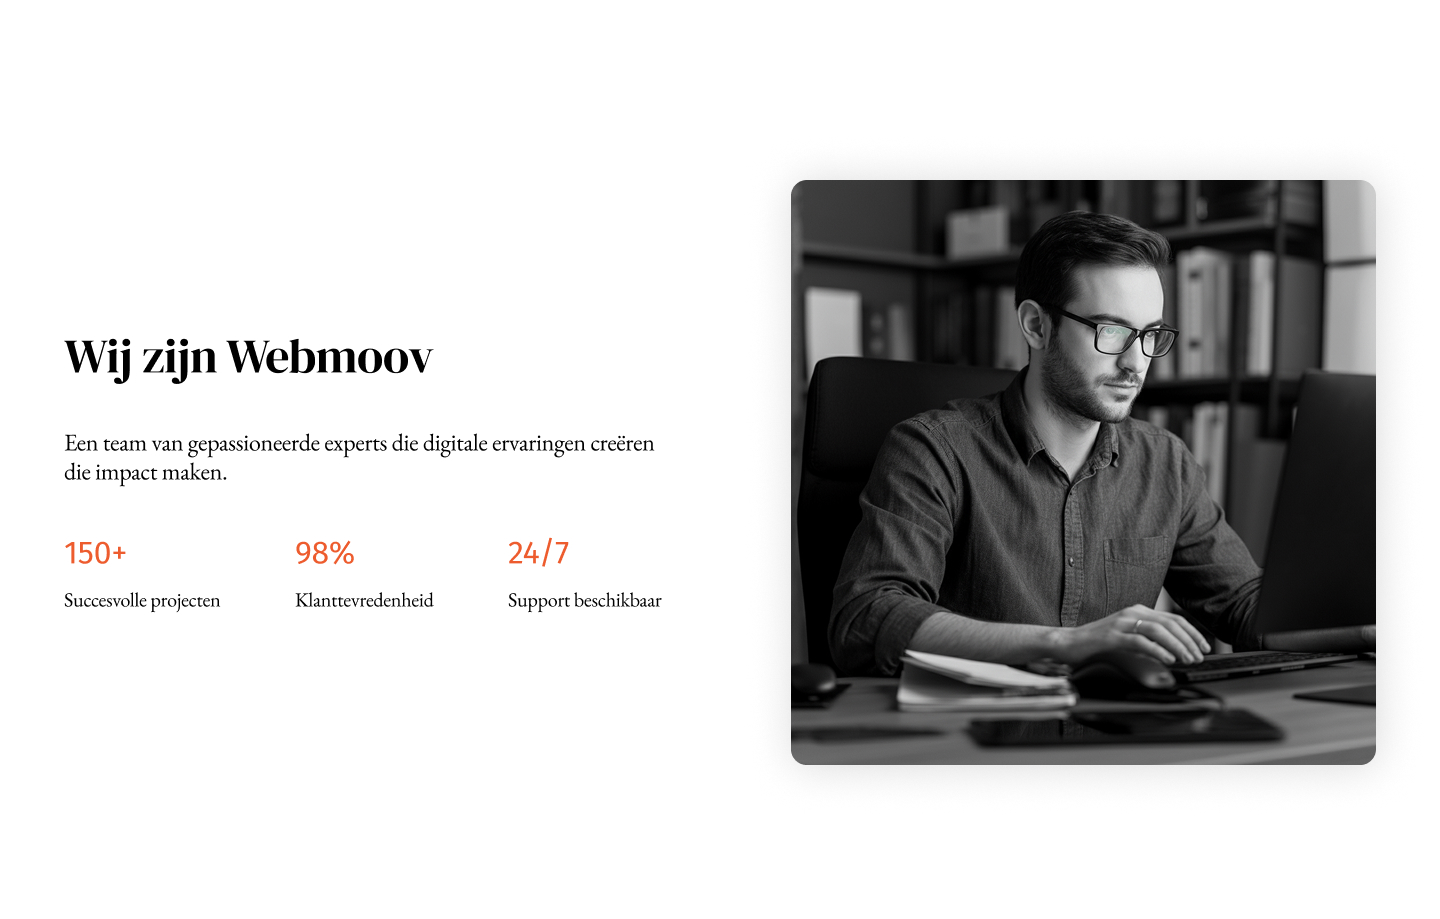 Wij zijn Webmoov
Een team van gepassioneerde experts die digitale ervaringen creëren
die impact maken.
150+
98%
24/7
Succesvolle projecten
Klanttevredenheid
Support beschikbaar